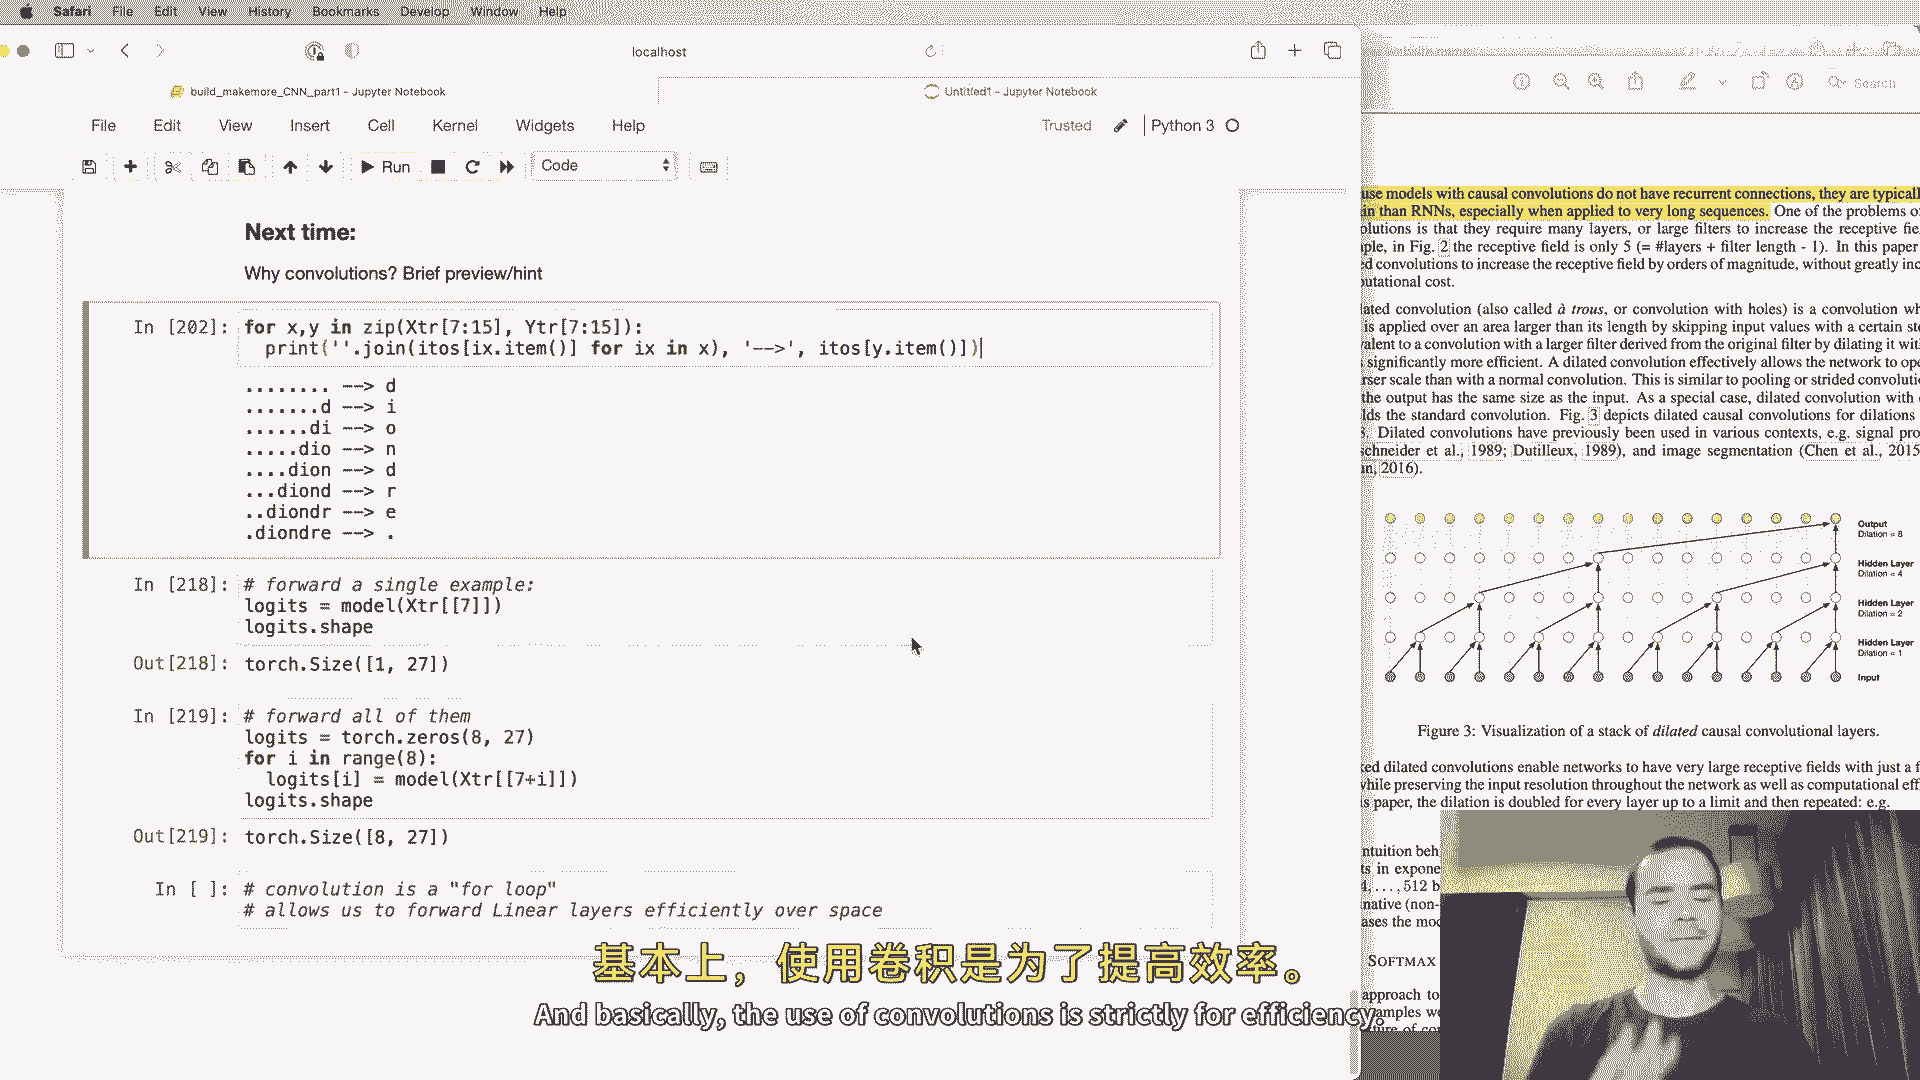 Safari File Edit View History Bookmarks Develop Window Help
localhost
build_makemore_CNN_part1 - Jupyter Notebook
Untitled1 - Jupyter Notebook
File Edit View Insert Cell Kernel Widgets Help
Trusted
Python 3
Run
Code
Next time:
Why convolutions? Brief preview/hint
In [202]: for x,y in zip(Xtr[7:15], Ytr[7:15]):
print(''.join(itos[ix.item()] for ix in x), '-->', itos[y.item()])
........ --> d
.......d --> i
......di --> o
.....dio --> n
....dion --> d
...diond --> r
..diondr --> e
.diondre --> .
In [218]: # forward a single example:
logits = model(Xtr[[7]])
logits.shape
Out[218]: torch.Size([1, 27])
In [219]: # forward all of them
logits = torch.zeros(8, 27)
for i in range(8):
logits[i] = model(Xtr[[7+i]])
logits.shape
Out[219]: torch.Size([8, 27])
In [ ]: # convolution is a "for loop"
# allows us to forward Linear layers efficiently over space
Search
use models with causal convolutions do not have recurrent connections, they are typicall
in than RNNs, especially when applied to very long sequences. One of the problems of
olutions is that they require many layers, or large filters to increase the receptive fie
ple, in Fig. 2 the receptive field is only 5 (= #layers + filter length - 1). In this paper
ed convolutions to increase the receptive field by orders of magnitude, without greatly inc
putational cost.
ated convolution (also called à trous, or convolution with holes) is a convolution wh
is applied over an area larger than its length by skipping input values with a certain st
valent to a convolution with a larger filter derived from the original filter by dilating it wit
significantly more efficient. A dilated convolution effectively allows the network to op
rser scale than with a normal convolution. This is similar to pooling or strided convoluti
the output has the same size as the input. As a special case, dilated convolution with
lds the standard convolution. Fig. 3 depicts dilated causal convolutions for dilations
8. Dilated convolutions have previously been used in various contexts, e.g. signal pro
schneider et al., 1989; Dutilleux, 1989), and image segmentation (Chen et al., 2015
un, 2016).
Output
Dilation = 8
Hidden Layer
Dilation = 4
Hidden Layer
Dilation = 2
Hidden Layer
Dilation = 1
Input
Figure 3: Visualization of a stack of dilated causal convolutional layers.
ked dilated convolutions enable networks to have very large receptive fields with just a f
while preserving the input resolution throughout the network as well as computational eff
is paper, the dilation is doubled for every layer up to a limit and then repeated: e.g.
ntuition beh
ts in expone
4, . . . , 512 b
native (non-
ases the mod
SOFTMAX
approach to
amples we
基本上，使用卷积是为了提高效率。
And basically, the use of convolutions is strictly for efficiency.